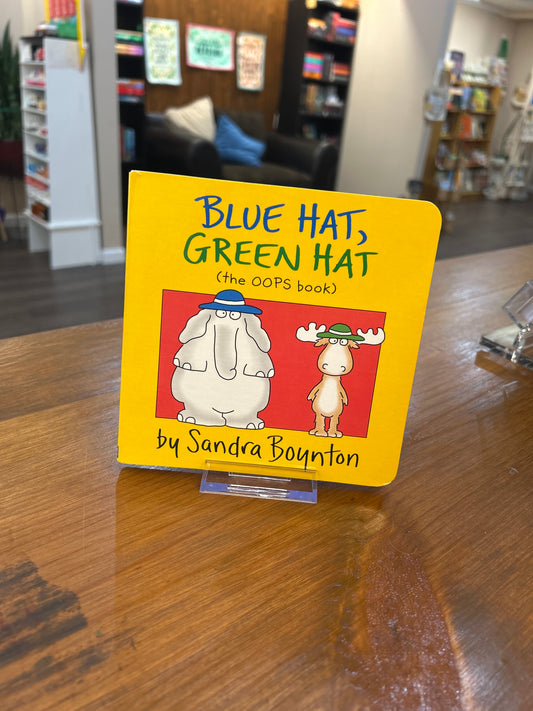 BLUE HAT,
GREEN HAT
(the OOPS book)
by Sandra Boynton